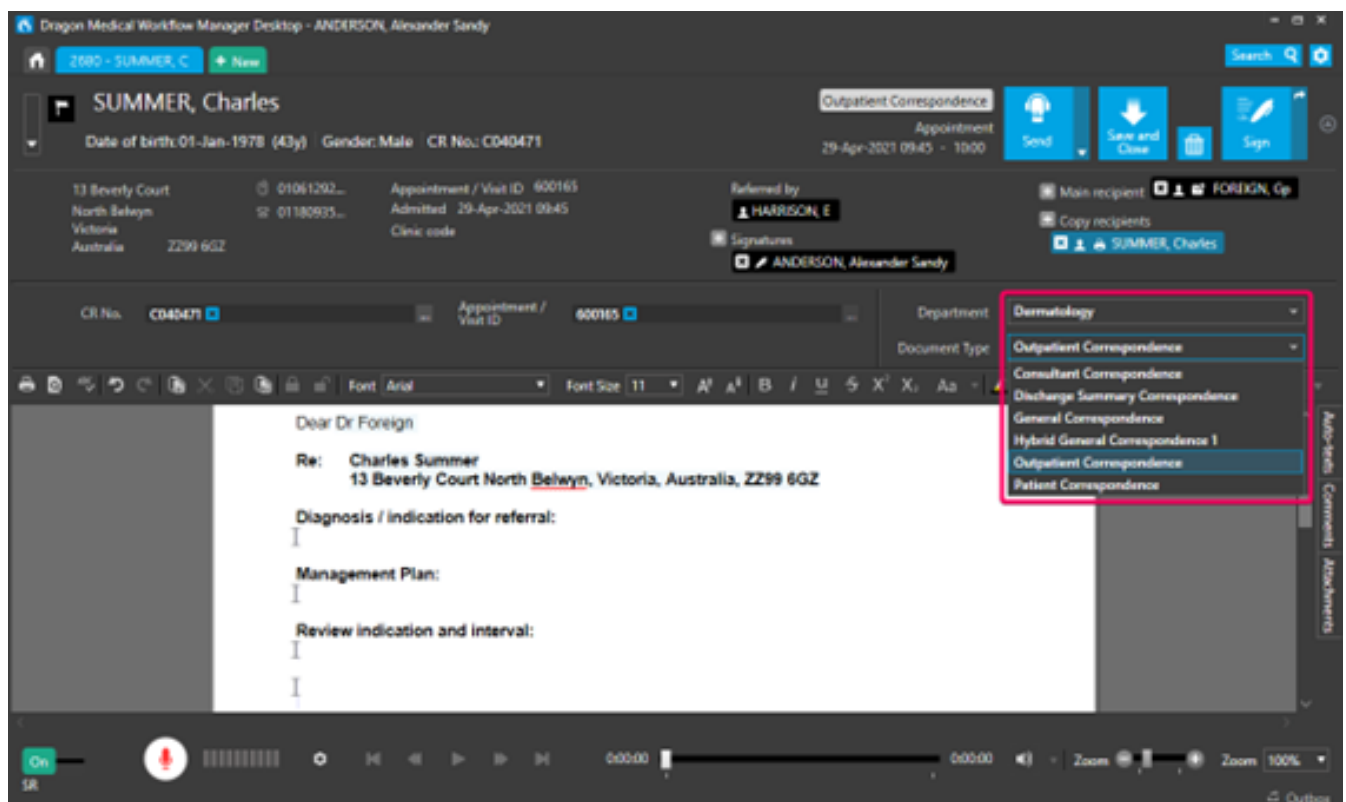 Dragon Medical Workflow Manager Desktop - ANDERSON, Alexander Sandy
2680 - SUMMER, C
+ New
Search
SUMMER, Charles
Date of birth: 01-Jan-1978 (43y) Gender: Male CR No.: C040471
Outpatient Correspondence
Appointment
29-Apr-2021 09:45 - 10:00
Send
Save and Close
Sign
13 Beverly Court
North Belwyn
Victoria
Australia ZZ99 6GZ
01061292...
01180935...
Appointment / Visit ID 600165
Admitted 29-Apr-2021 09:45
Clinic code
Referred by
HARRISON, E
Signatures
ANDERSON, Alexander Sandy
Main recipient FOREIGN, Gp
Copy recipients
SUMMER, Charles
CR No. C040471 ...
Appointment / Visit ID 600165 ...
Department Dermatology
Document Type Outpatient Correspondence
Consultant Correspondence
Discharge Summary Correspondence
General Correspondence
Hybrid General Correspondence 1
Outpatient Correspondence
Patient Correspondence
Font Arial Font Size 11 B I U S X Aa
Dear Dr Foreign
Re: Charles Summer
13 Beverly Court North Belwyn, Victoria, Australia, ZZ99 6GZ
Diagnosis / indication for referral:
Management Plan:
Review indication and interval:
Auto-texts
Comments
Attachments
On
SR
0:00:00
0:00:00
Zoom
Zoom 100%
Outbox